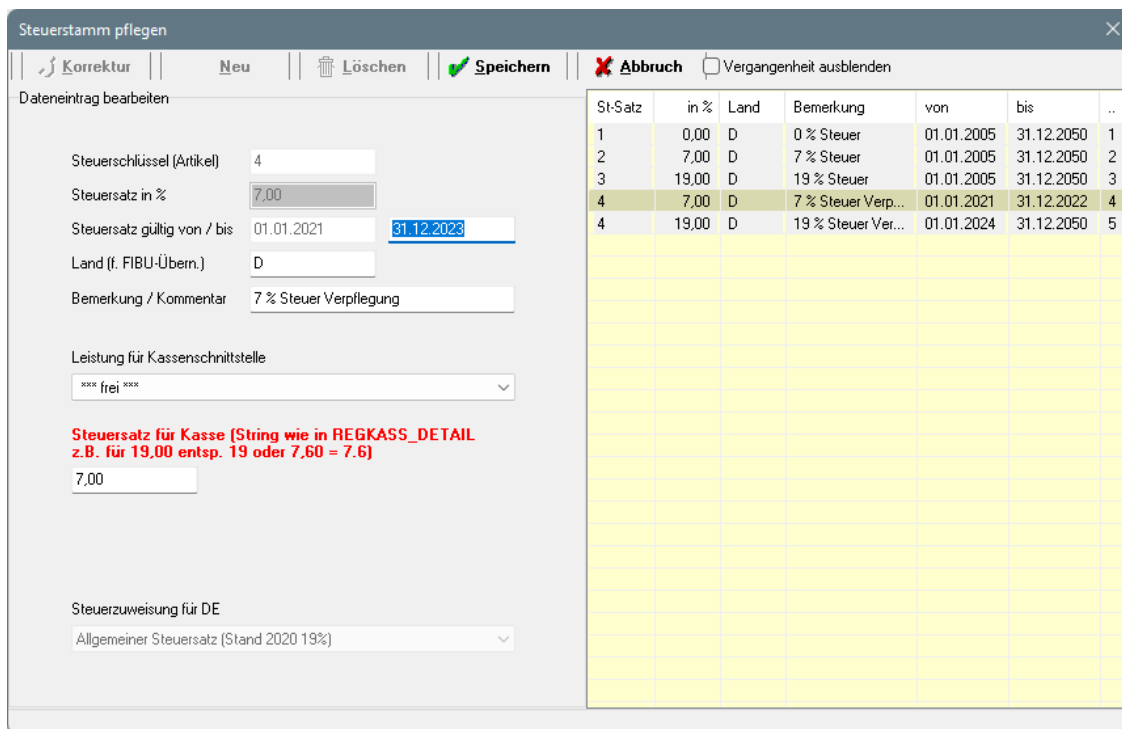 Steuerstamm pflegen
Korrektur Neu Löschen Speichern Abbruch Vergangenheit ausblenden
Dateneintrag bearbeiten
Steuerschlüssel (Artikel) 4
Steuersatz in % 7,00
Steuersatz gültig von / bis 01.01.2021 31.12.2023
Land (f. FIBU-Übern.) D
Bemerkung / Kommentar 7 % Steuer Verpflegung
Leistung für Kassenschnittstelle
*** frei ***
Steuersatz für Kasse (String wie in REGKASS_DETAIL
z.B. für 19,00 entsp. 19 oder 7,60 = 7.6)
7,00
Steuerzuweisung für DE
Allgemeiner Steuersatz (Stand 2020 19%)
St-Satz in % Land Bemerkung von bis ..
1 0,00 D 0 % Steuer 01.01.2005 31.12.2050 1
2 7,00 D 7 % Steuer 01.01.2005 31.12.2050 2
3 19,00 D 19 % Steuer 01.01.2005 31.12.2050 3
4 7,00 D 7 % Steuer Verp... 01.01.2021 31.12.2022 4
4 19,00 D 19 % Steuer Ver... 01.01.2024 31.12.2050 5